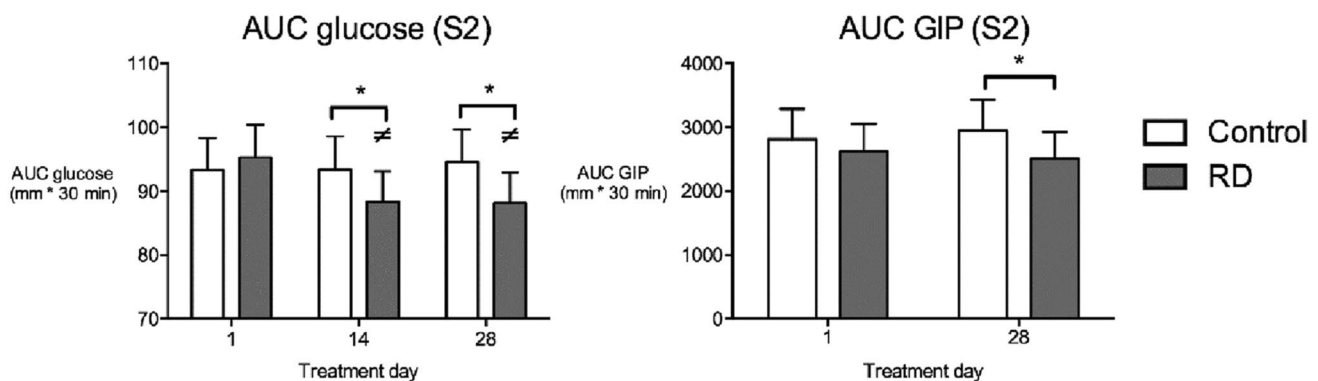 AUC glucose (S2)
110
100
90
80
70
AUC glucose
(mm * 30 min)
*
≠
*
≠
1
14
28
Treatment day
AUC GIP (S2)
4000
3000
2000
1000
0
AUC GIP
(mm * 30 min)
*
1
28
Treatment day
Control
RD